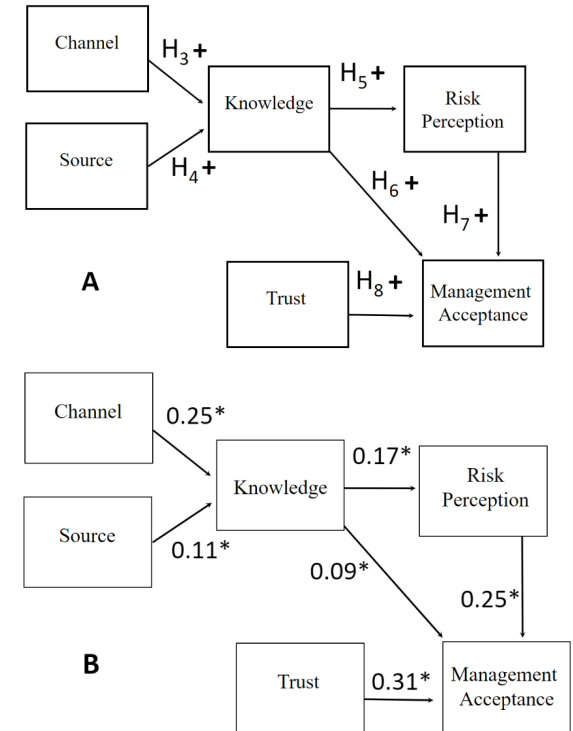 Channel
H3+
Knowledge
H5+
Risk
Perception
Source
H4+
H6+
H7+
A
Trust
H8+
Management
Acceptance
Channel
0.25*
Knowledge
0.17*
Risk
Perception
Source
0.11*
0.09*
0.25*
B
Trust
0.31*
Management
Acceptance